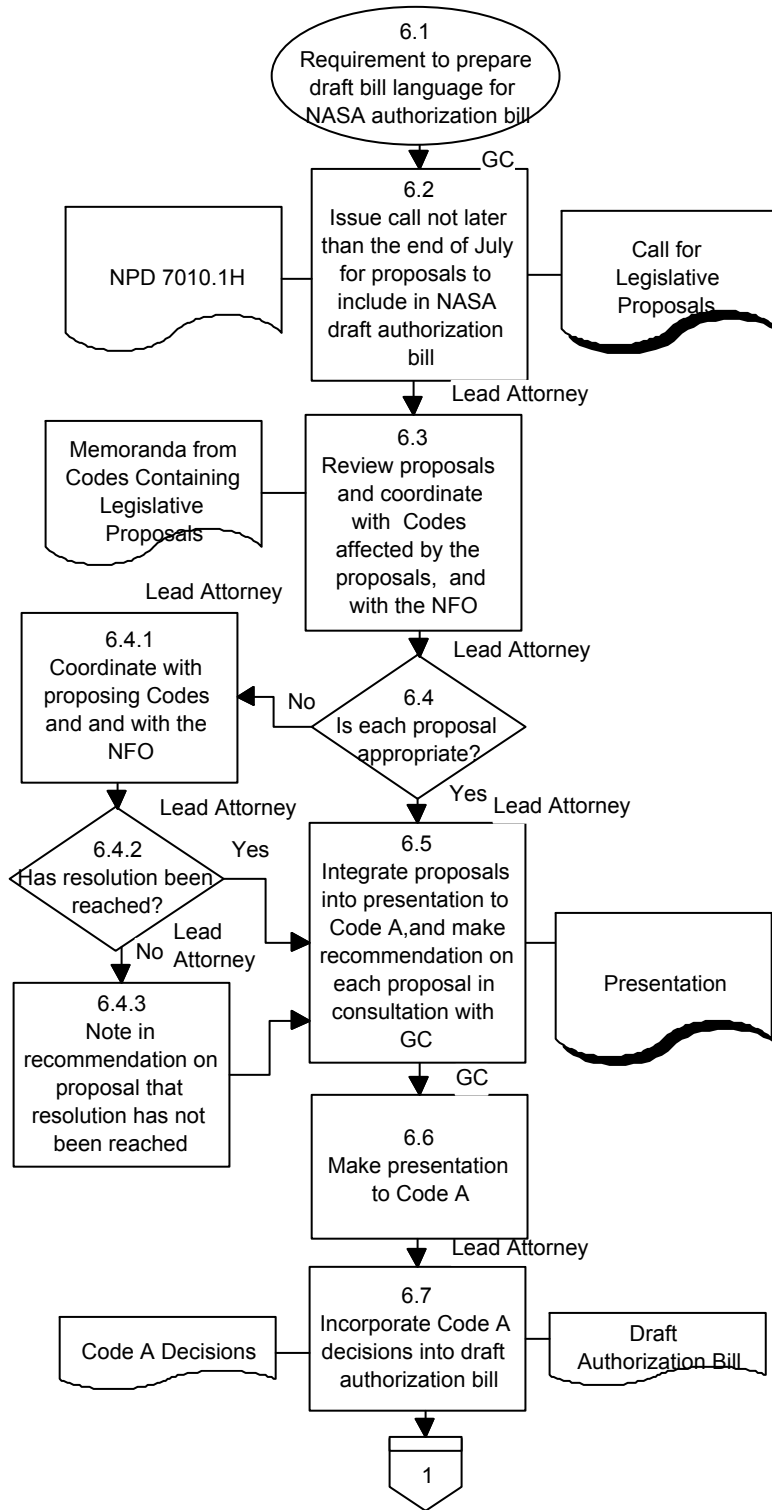 6.1
Requirement to prepare
draft bill language for
NASA authorization bill
GC
6.2
Issue call not later
than the end of July
for proposals to
include in NASA
draft authorization
bill
NPD 7010.1H
Call for
Legislative
Proposals
Lead Attorney
6.3
Review proposals
and coordinate
with Codes
affected by the
proposals, and
with the NFO
Memoranda from
Codes Containing
Legislative
Proposals
Lead Attorney
6.4.1
Coordinate with
proposing Codes
and and with the
NFO
Lead Attorney
6.4
Is each proposal
appropriate?
No
Yes
Lead Attorney
6.4.2
Has resolution been
reached?
Yes
No
Lead
Attorney
6.4.3
Note in
recommendation on
proposal that
resolution has not
been reached
Lead Attorney
6.5
Integrate proposals
into presentation to
Code A,and make
recommendation on
each proposal in
consultation with
GC
Presentation
GC
6.6
Make presentation
to Code A
Lead Attorney
6.7
Incorporate Code A
decisions into draft
authorization bill
Code A Decisions
Draft
Authorization Bill
1